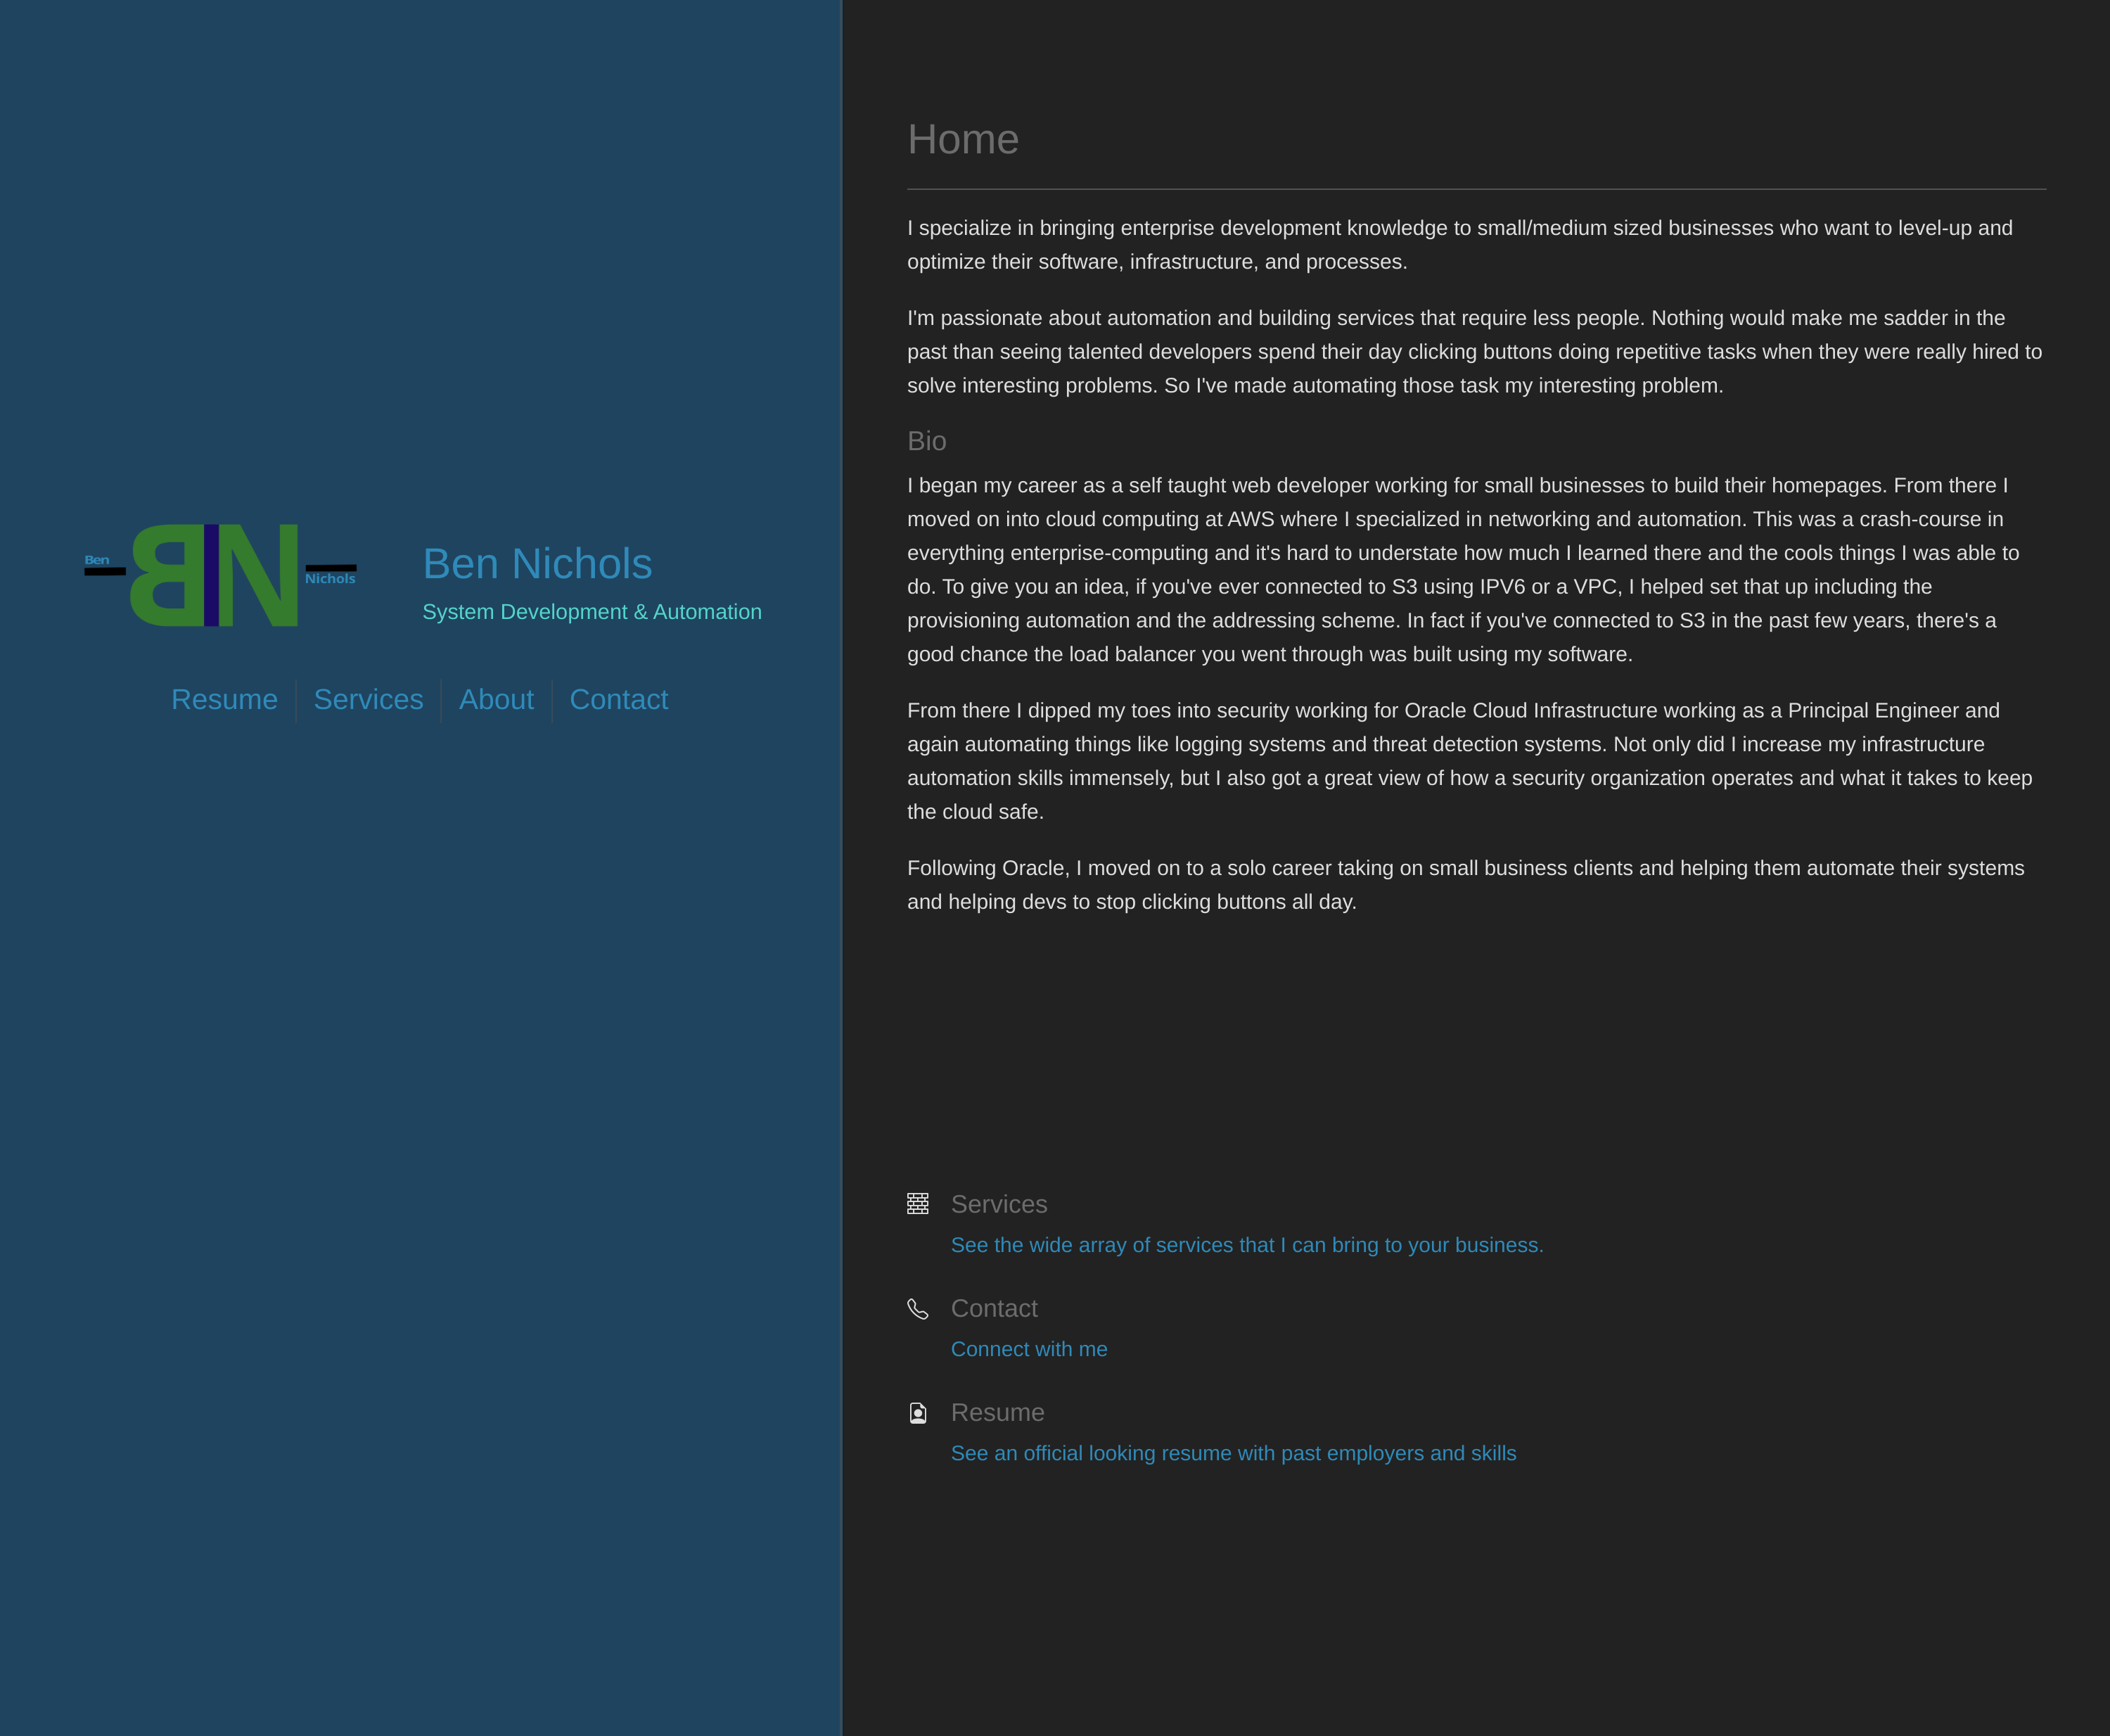 Ben
BN
Nichols
Ben Nichols
System Development & Automation
Resume
Services
About
Contact
Home
I specialize in bringing enterprise development knowledge to small/medium sized businesses who want to level-up and
optimize their software, infrastructure, and processes.
I'm passionate about automation and building services that require less people. Nothing would make me sadder in the
past than seeing talented developers spend their day clicking buttons doing repetitive tasks when they were really hired to
solve interesting problems. So I've made automating those task my interesting problem.
Bio
I began my career as a self taught web developer working for small businesses to build their homepages. From there I
moved on into cloud computing at AWS where I specialized in networking and automation. This was a crash-course in
everything enterprise-computing and it's hard to understate how much I learned there and the cools things I was able to
do. To give you an idea, if you've ever connected to S3 using IPV6 or a VPC, I helped set that up including the
provisioning automation and the addressing scheme. In fact if you've connected to S3 in the past few years, there's a
good chance the load balancer you went through was built using my software.
From there I dipped my toes into security working for Oracle Cloud Infrastructure working as a Principal Engineer and
again automating things like logging systems and threat detection systems. Not only did I increase my infrastructure
automation skills immensely, but I also got a great view of how a security organization operates and what it takes to keep
the cloud safe.
Following Oracle, I moved on to a solo career taking on small business clients and helping them automate their systems
and helping devs to stop clicking buttons all day.
Services
See the wide array of services that I can bring to your business.
Contact
Connect with me
Resume
See an official looking resume with past employers and skills